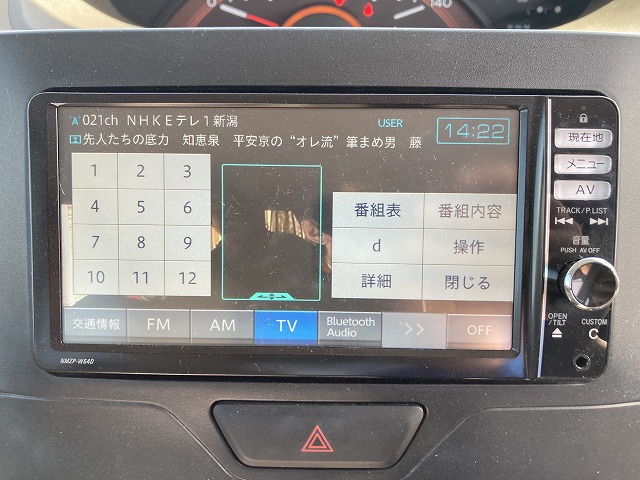 0
140
021ch ＮＨＫＥテレ１新潟
USER
14:22
先人たちの底力 知恵泉 平安京の“オレ流”筆まめ男 藤
1 2 3
4 5 6
7 8 9
10 11 12
番組表 番組内容
d 操作
詳細 閉じる
交通情報 FM AM TV Bluetooth Audio >> OFF
NMZP-W64D
現在地
メニュー
AV
TRACK/P.LIST
音量
PUSH AV OFF
OPEN/TILT
CUSTOM
C